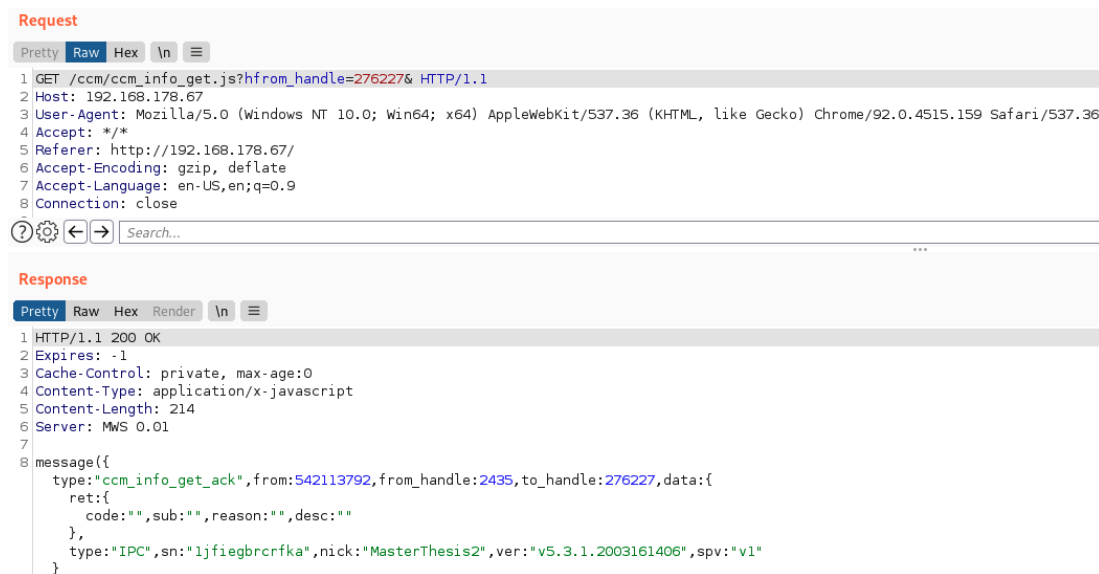 Request
Pretty Raw Hex \n ≡
1 GET /ccm/ccm_info_get.js?hfrom_handle=276227& HTTP/1.1
2 Host: 192.168.178.67
3 User-Agent: Mozilla/5.0 (Windows NT 10.0; Win64; x64) AppleWebKit/537.36 (KHTML, like Gecko) Chrome/92.0.4515.159 Safari/537.36
4 Accept: */*
5 Referer: http://192.168.178.67/
6 Accept-Encoding: gzip, deflate
7 Accept-Language: en-US,en;q=0.9
8 Connection: close
? ← → Search...
Response
Pretty Raw Hex Render \n ≡
1 HTTP/1.1 200 OK
2 Expires: -1
3 Cache-Control: private, max-age:0
4 Content-Type: application/x-javascript
5 Content-Length: 214
6 Server: MWS 0.01
7
8 message({
type:"ccm_info_get_ack",from:542113792,from_handle:2435,to_handle:276227,data:{
ret:{
code:"",sub:"",reason:"",desc:""
},
type:"IPC",sn:"1jfiegbrcrfka",nick:"MasterThesis2",ver:"v5.3.1.2003161406",spv:"v1"
}